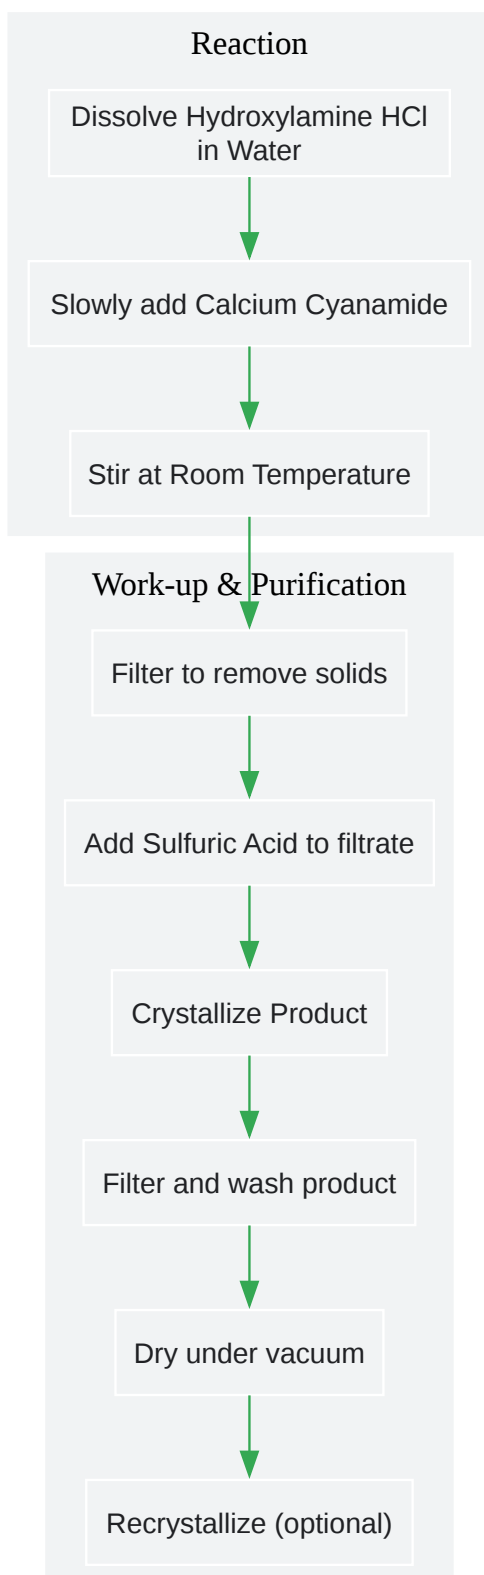 Reaction
Dissolve Hydroxylamine HCl
in Water
Slowly add Calcium Cyanamide
Stir at Room Temperature
Work-up & Purification
Filter to remove solids
Add Sulfuric Acid to filtrate
Crystallize Product
Filter and wash product
Dry under vacuum
Recrystallize (optional)